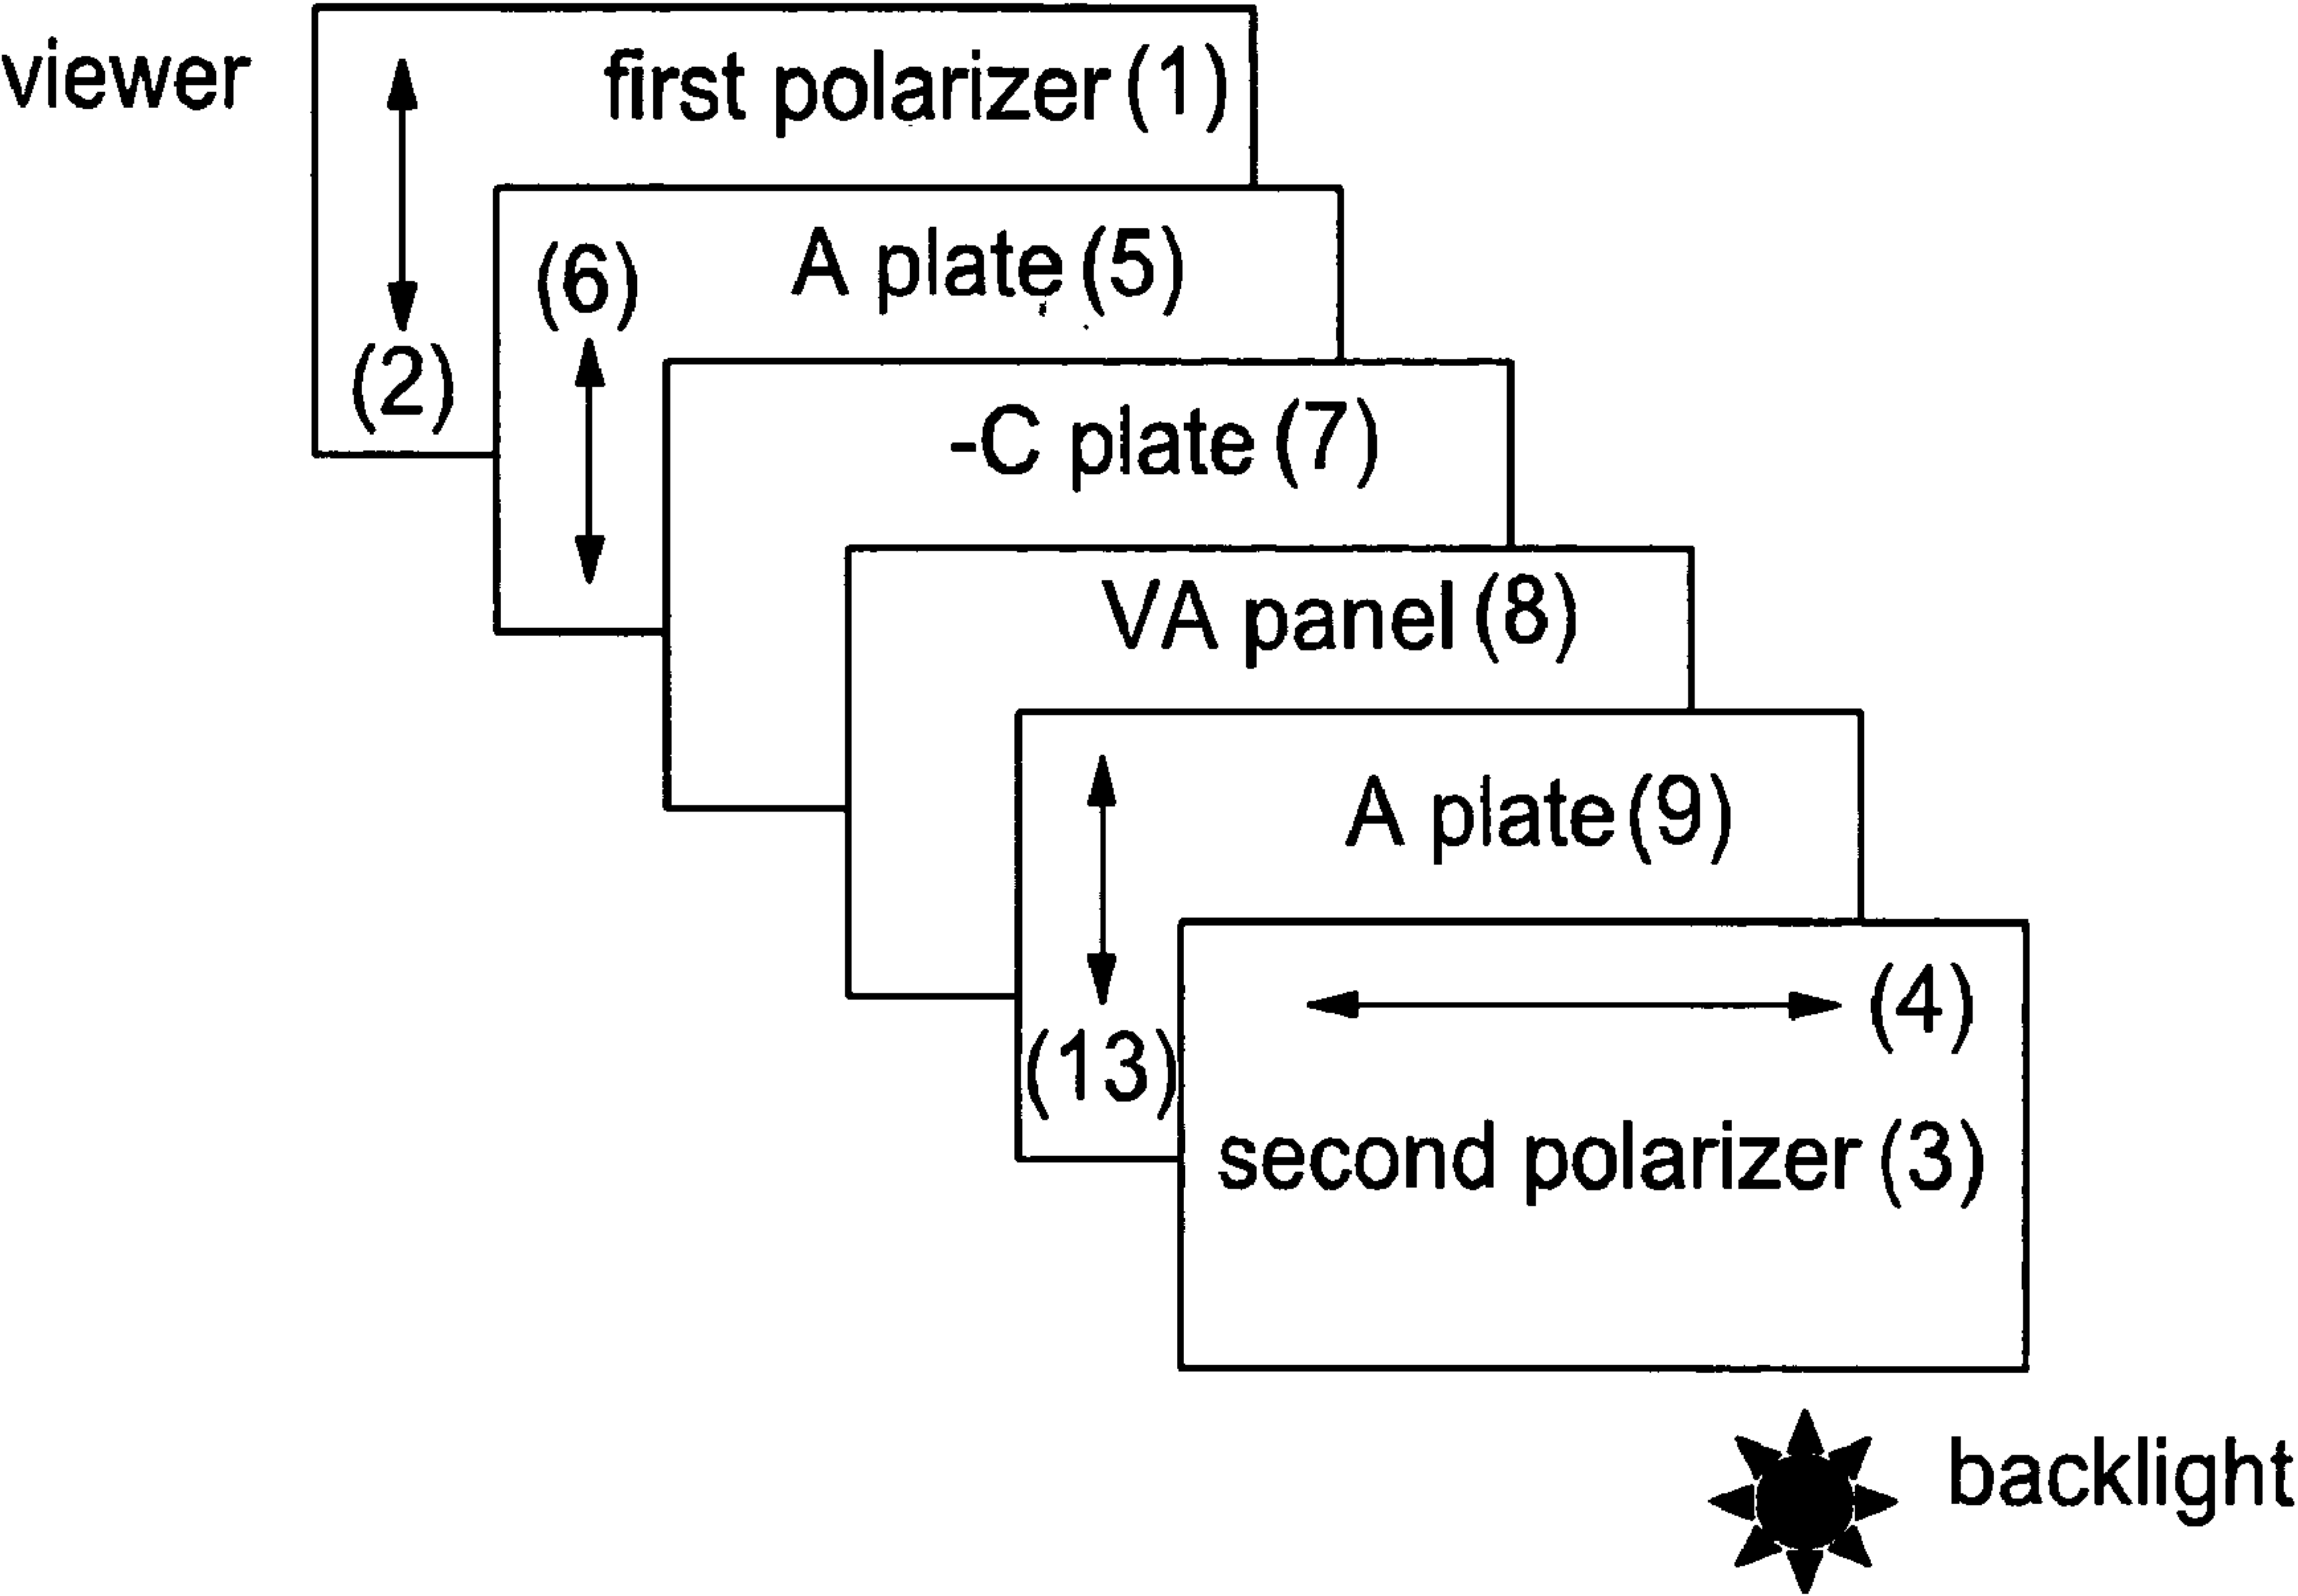 viewer
first polarizer (1)
(2)
A plate (5)
(6)
-C plate (7)
VA panel (8)
A plate (9)
(13)
(4)
second polarizer (3)
backlight